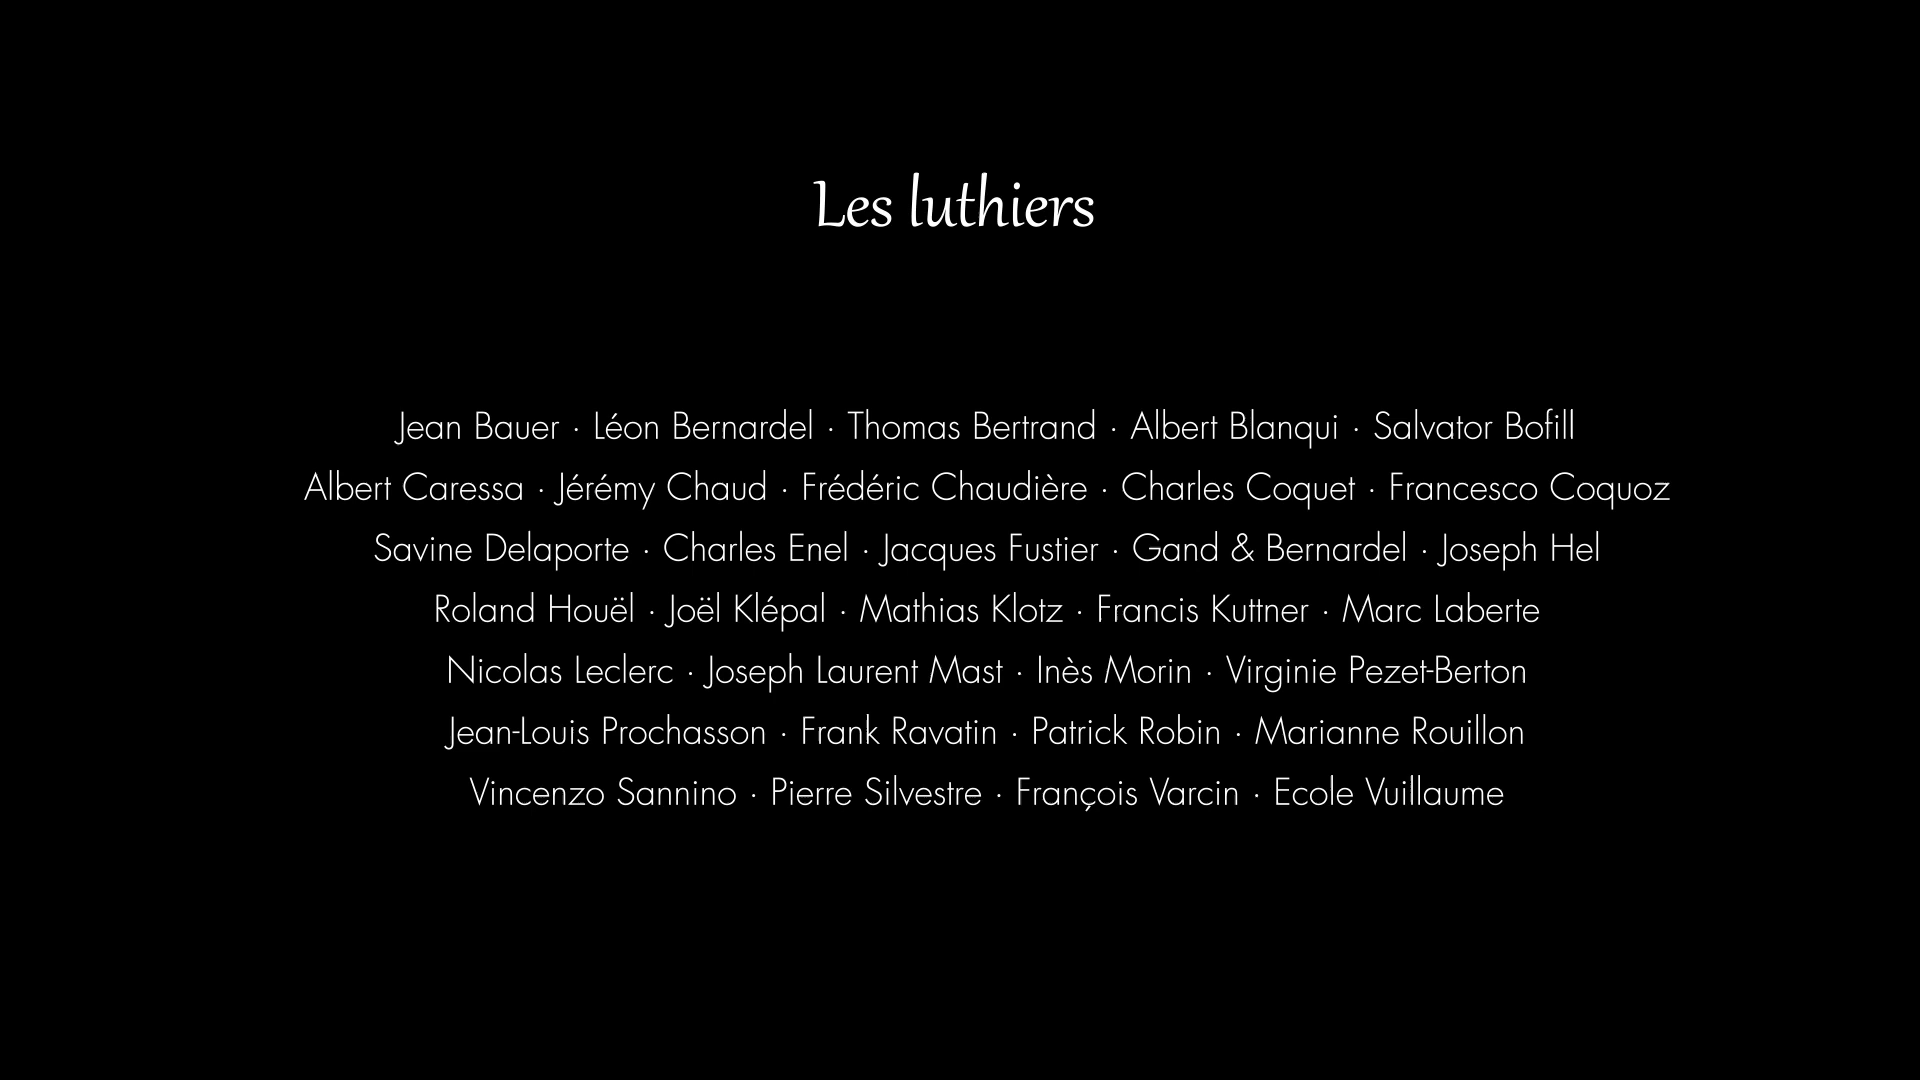 Les luthiers
Jean Bauer · Léon Bernardel · Thomas Bertrand · Albert Blanqui · Salvator Bofill
Albert Caressa · Jérémy Chaud · Frédéric Chaudière · Charles Coquet · Francesco Coquoz
Savine Delaporte · Charles Enel · Jacques Fustier · Gand & Bernardel · Joseph Hel
Roland Houël · Joël Klépal · Mathias Klotz · Francis Kuttner · Marc Laberte
Nicolas Leclerc · Joseph Laurent Mast · Inès Morin · Virginie Pezet-Berton
Jean-Louis Prochasson · Frank Ravatin · Patrick Robin · Marianne Rouillon
Vincenzo Sannino · Pierre Silvestre · François Varcin · Ecole Vuillaume